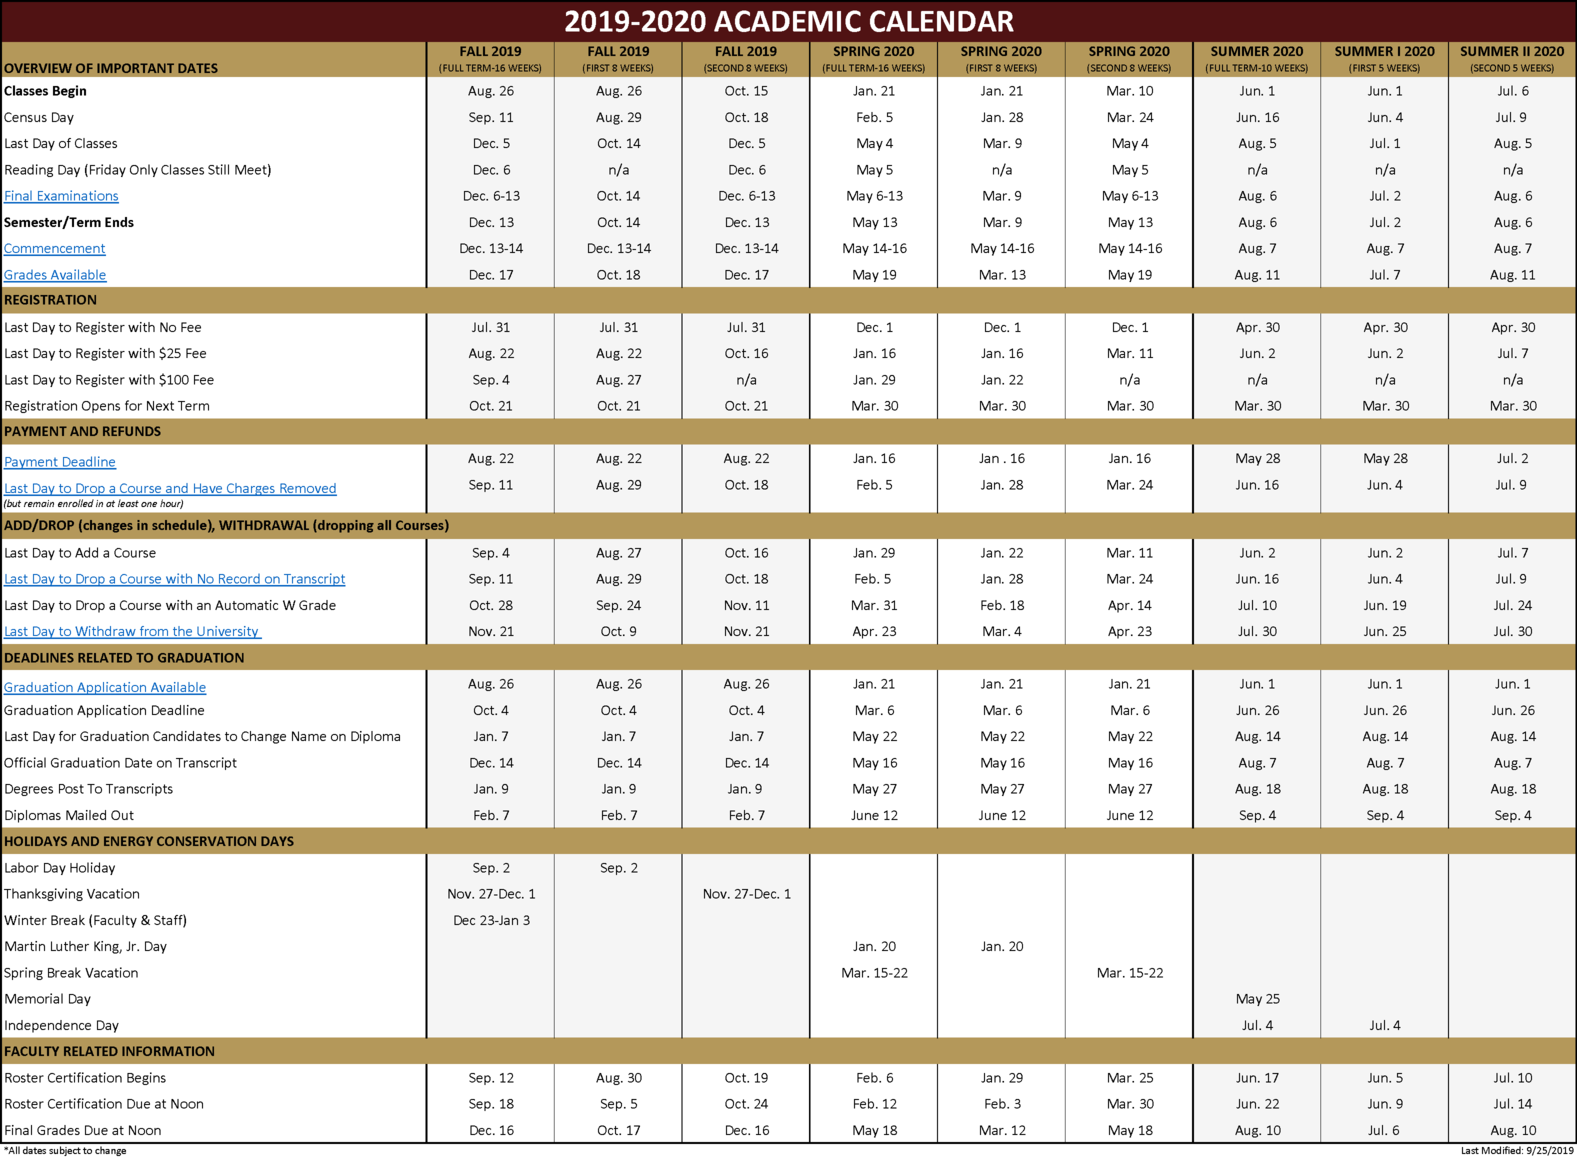 2019-2020 ACADEMIC CALENDAR
OVERVIEW OF IMPORTANT DATES FALL 2019 (FULL TERM-16 WEEKS) FALL 2019 (FIRST 8 WEEKS) FALL 2019 (SECOND 8 WEEKS) SPRING 2020 (FULL TERM-16 WEEKS) SPRING 2020 (FIRST 8 WEEKS) SPRING 2020 (SECOND 8 WEEKS) SUMMER 2020 (FULL TERM-10 WEEKS) SUMMER I 2020 (FIRST 5 WEEKS) SUMMER II 2020 (SECOND 5 WEEKS)
Classes Begin Aug. 26 Aug. 26 Oct. 15 Jan. 21 Jan. 21 Mar. 10 Jun. 1 Jun. 1 Jul. 6
Census Day Sep. 11 Aug. 29 Oct. 18 Feb. 5 Jan. 28 Mar. 24 Jun. 16 Jun. 4 Jul. 9
Last Day of Classes Dec. 5 Oct. 14 Dec. 5 May 4 Mar. 9 May 4 Aug. 5 Jul. 1 Aug. 5
Reading Day (Friday Only Classes Still Meet) Dec. 6 n/a Dec. 6 May 5 n/a May 5 n/a n/a n/a
Final Examinations Dec. 6-13 Oct. 14 Dec. 6-13 May 6-13 Mar. 9 May 6-13 Aug. 6 Jul. 2 Aug. 6
Semester/Term Ends Dec. 13 Oct. 14 Dec. 13 May 13 Mar. 9 May 13 Aug. 6 Jul. 2 Aug. 6
Commencement Dec. 13-14 Dec. 13-14 Dec. 13-14 May 14-16 May 14-16 May 14-16 Aug. 7 Aug. 7 Aug. 7
Grades Available Dec. 17 Oct. 18 Dec. 17 May 19 Mar. 13 May 19 Aug. 11 Jul. 7 Aug. 11
REGISTRATION
Last Day to Register with No Fee Jul. 31 Jul. 31 Jul. 31 Dec. 1 Dec. 1 Dec. 1 Apr. 30 Apr. 30 Apr. 30
Last Day to Register with $25 Fee Aug. 22 Aug. 22 Oct. 16 Jan. 16 Jan. 16 Mar. 11 Jun. 2 Jun. 2 Jul. 7
Last Day to Register with $100 Fee Sep. 4 Aug. 27 n/a Jan. 29 Jan. 22 n/a n/a n/a n/a
Registration Opens for Next Term Oct. 21 Oct. 21 Oct. 21 Mar. 30 Mar. 30 Mar. 30 Mar. 30 Mar. 30 Mar. 30
PAYMENT AND REFUNDS
Payment Deadline Aug. 22 Aug. 22 Aug. 22 Jan. 16 Jan . 16 Jan. 16 May 28 May 28 Jul. 2
Last Day to Drop a Course and Have Charges Removed Sep. 11 Aug. 29 Oct. 18 Feb. 5 Jan. 28 Mar. 24 Jun. 16 Jun. 4 Jul. 9
(but remain enrolled in at least one hour)
ADD/DROP (changes in schedule), WITHDRAWAL (dropping all Courses)
Last Day to Add a Course Sep. 4 Aug. 27 Oct. 16 Jan. 29 Jan. 22 Mar. 11 Jun. 2 Jun. 2 Jul. 7
Last Day to Drop a Course with No Record on Transcript Sep. 11 Aug. 29 Oct. 18 Feb. 5 Jan. 28 Mar. 24 Jun. 16 Jun. 4 Jul. 9
Last Day to Drop a Course with an Automatic W Grade Oct. 28 Sep. 24 Nov. 11 Mar. 31 Feb. 18 Apr. 14 Jul. 10 Jun. 19 Jul. 24
Last Day to Withdraw from the University Nov. 21 Oct. 9 Nov. 21 Apr. 23 Mar. 4 Apr. 23 Jul. 30 Jun. 25 Jul. 30
DEADLINES RELATED TO GRADUATION
Graduation Application Available Aug. 26 Aug. 26 Aug. 26 Jan. 21 Jan. 21 Jan. 21 Jun. 1 Jun. 1 Jun. 1
Graduation Application Deadline Oct. 4 Oct. 4 Oct. 4 Mar. 6 Mar. 6 Mar. 6 Jun. 26 Jun. 26 Jun. 26
Last Day for Graduation Candidates to Change Name on Diploma Jan. 7 Jan. 7 Jan. 7 May 22 May 22 May 22 Aug. 14 Aug. 14 Aug. 14
Official Graduation Date on Transcript Dec. 14 Dec. 14 Dec. 14 May 16 May 16 May 16 Aug. 7 Aug. 7 Aug. 7
Degrees Post To Transcripts Jan. 9 Jan. 9 Jan. 9 May 27 May 27 May 27 Aug. 18 Aug. 18 Aug. 18
Diplomas Mailed Out Feb. 7 Feb. 7 Feb. 7 June 12 June 12 June 12 Sep. 4 Sep. 4 Sep. 4
HOLIDAYS AND ENERGY CONSERVATION DAYS
Labor Day Holiday Sep. 2 Sep. 2
Thanksgiving Vacation Nov. 27-Dec. 1 Nov. 27-Dec. 1
Winter Break (Faculty & Staff) Dec 23-Jan 3
Martin Luther King, Jr. Day Jan. 20 Jan. 20
Spring Break Vacation Mar. 15-22 Mar. 15-22
Memorial Day May 25
Independence Day Jul. 4 Jul. 4
FACULTY RELATED INFORMATION
Roster Certification Begins Sep. 12 Aug. 30 Oct. 19 Feb. 6 Jan. 29 Mar. 25 Jun. 17 Jun. 5 Jul. 10
Roster Certification Due at Noon Sep. 18 Sep. 5 Oct. 24 Feb. 12 Feb. 3 Mar. 30 Jun. 22 Jun. 9 Jul. 14
Final Grades Due at Noon Dec. 16 Oct. 17 Dec. 16 May 18 Mar. 12 May 18 Aug. 10 Jul. 6 Aug. 10
*All dates subject to change Last Modified: 9/25/2019